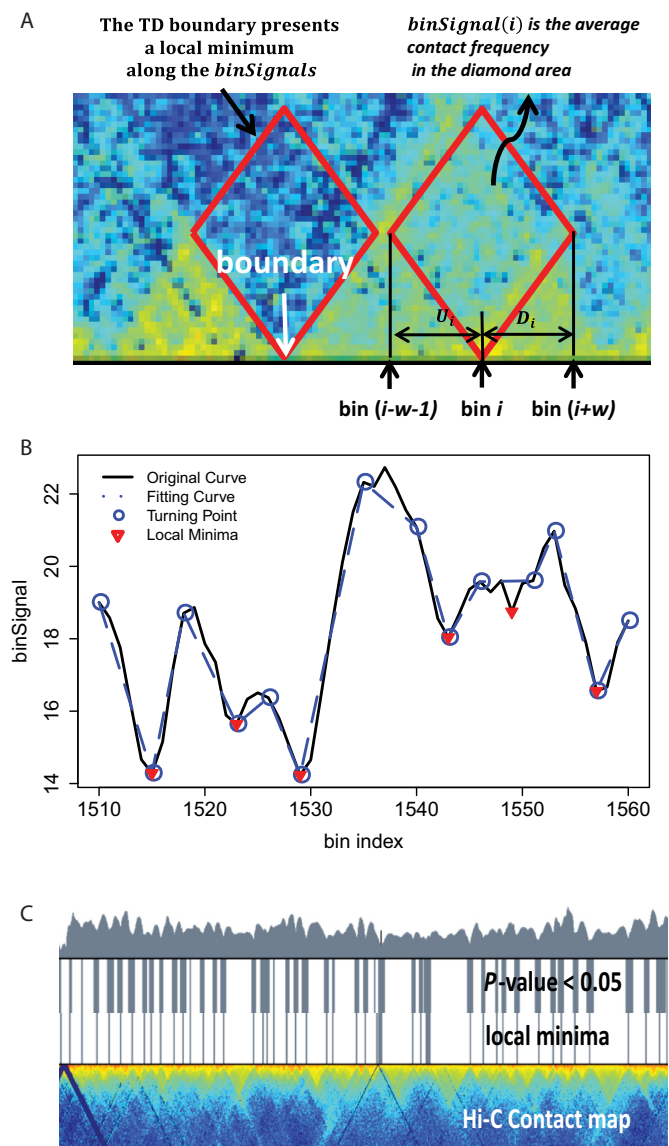 A
The TD boundary presents
a local minimum
along the binSignals
binSignal(i) is the average
contact frequency
in the diamond area
boundary
U_i
D_i
bin (i-w-1)
bin i
bin (i+w)
B
Original Curve
Fitting Curve
Turning Point
Local Minima
binSignal
22
20
18
16
14
1510
1520
1530
1540
1550
1560
bin index
C
P-value < 0.05
local minima
Hi-C Contact map